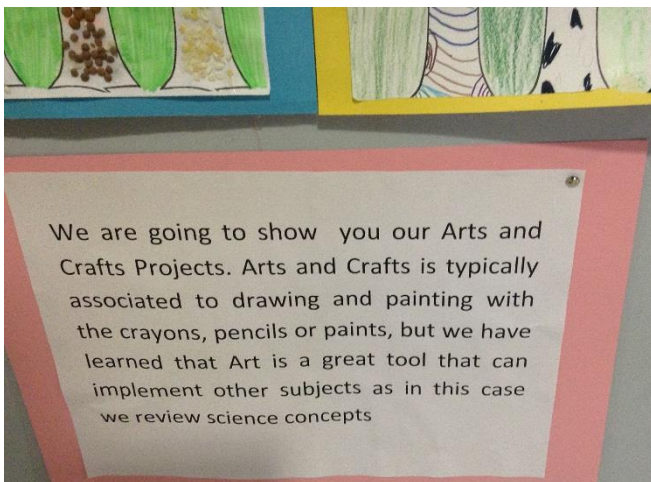 We are going to show you our Arts and
Crafts Projects. Arts and Crafts is typically
associated to drawing and painting with
the crayons, pencils or paints, but we have
learned that Art is a great tool that can
implement other subjects as in this case
we review science concepts